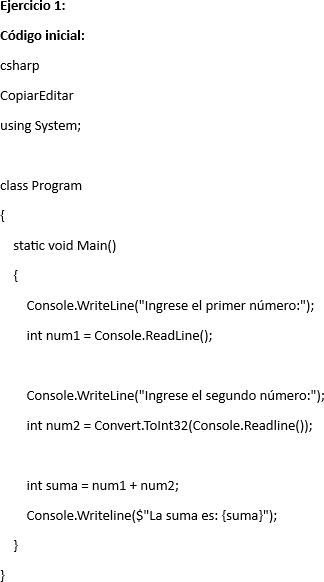 Ejercicio 1:
Código inicial:
csharp
CopiarEditar
using System;
class Program
{
static void Main()
{
Console.WriteLine("Ingrese el primer número:");
int num1 = Console.ReadLine();
Console.WriteLine("Ingrese el segundo número:");
int num2 = Convert.ToInt32(Console.Readline());
int suma = num1 + num2;
Console.Writeline($"La suma es: {suma}");
}
}